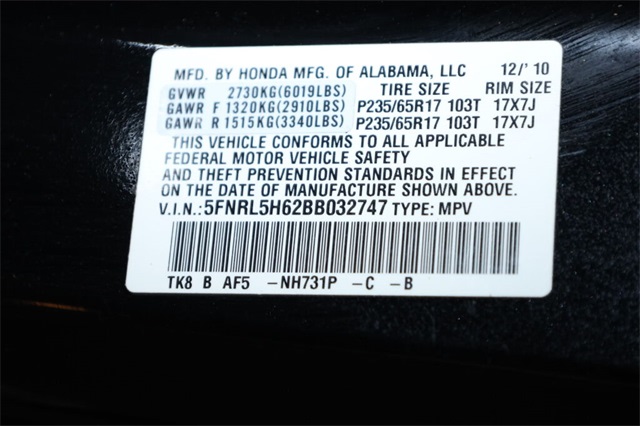 MFD. BY HONDA MFG. OF ALABAMA, LLC 12/'10
GVWR 2730KG(6019LBS) TIRE SIZE RIM SIZE
GAWR F 1320KG(2910LBS) P235/65R17 103T 17X7J
GAWR R 1515KG(3340LBS) P235/65R17 103T 17X7J
THIS VEHICLE CONFORMS TO ALL APPLICABLE
FEDERAL MOTOR VEHICLE SAFETY
AND THEFT PREVENTION STANDARDS IN EFFECT
ON THE DATE OF MANUFACTURE SHOWN ABOVE.
V.I.N.: 5FNRL5H62BB032747 TYPE: MPV
TK8 B AF5 -NH731P -C -B